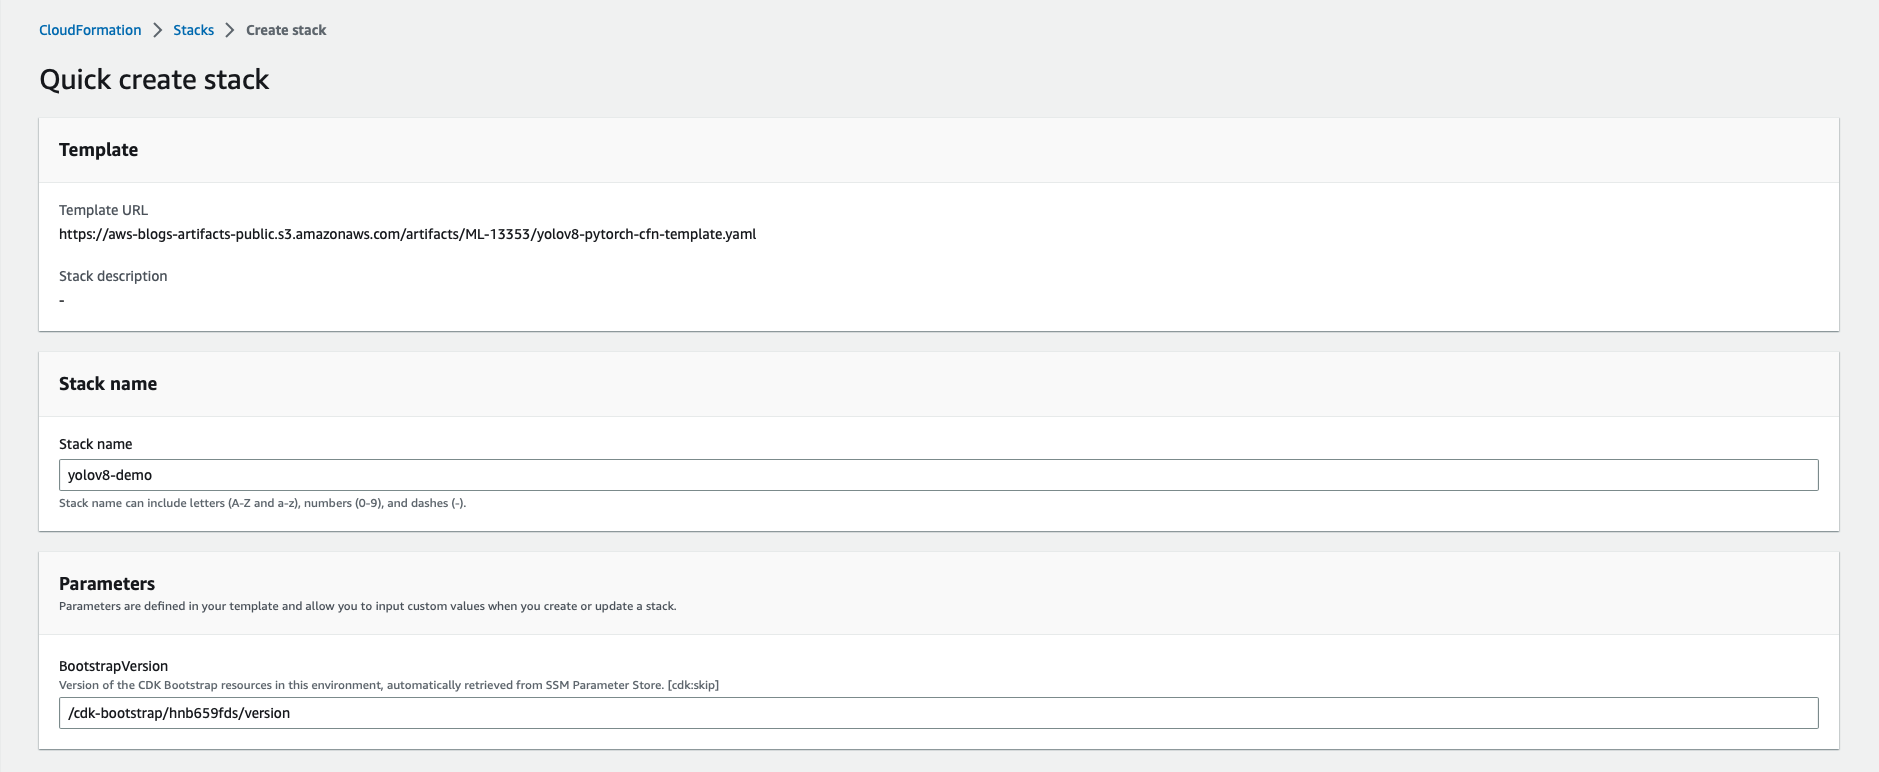 CloudFormation > Stacks > Create stack
Quick create stack
Template
Template URL
https://aws-blogs-artifacts-public.s3.amazonaws.com/artifacts/ML-13353/yolov8-pytorch-cfn-template.yaml
Stack description
-
Stack name
Stack name
yolov8-demo
Stack name can include letters (A-Z and a-z), numbers (0-9), and dashes (-).
Parameters
Parameters are defined in your template and allow you to input custom values when you create or update a stack.
BootstrapVersion
Version of the CDK Bootstrap resources in this environment, automatically retrieved from SSM Parameter Store. [cdk:skip]
/cdk-bootstrap/hnb659fds/version